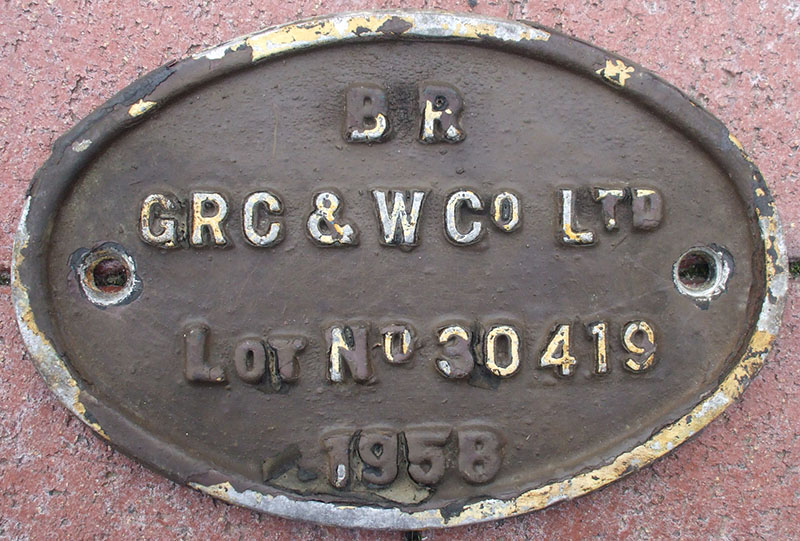 BR
GRC & W Co LTD
LOT No 30419
1958